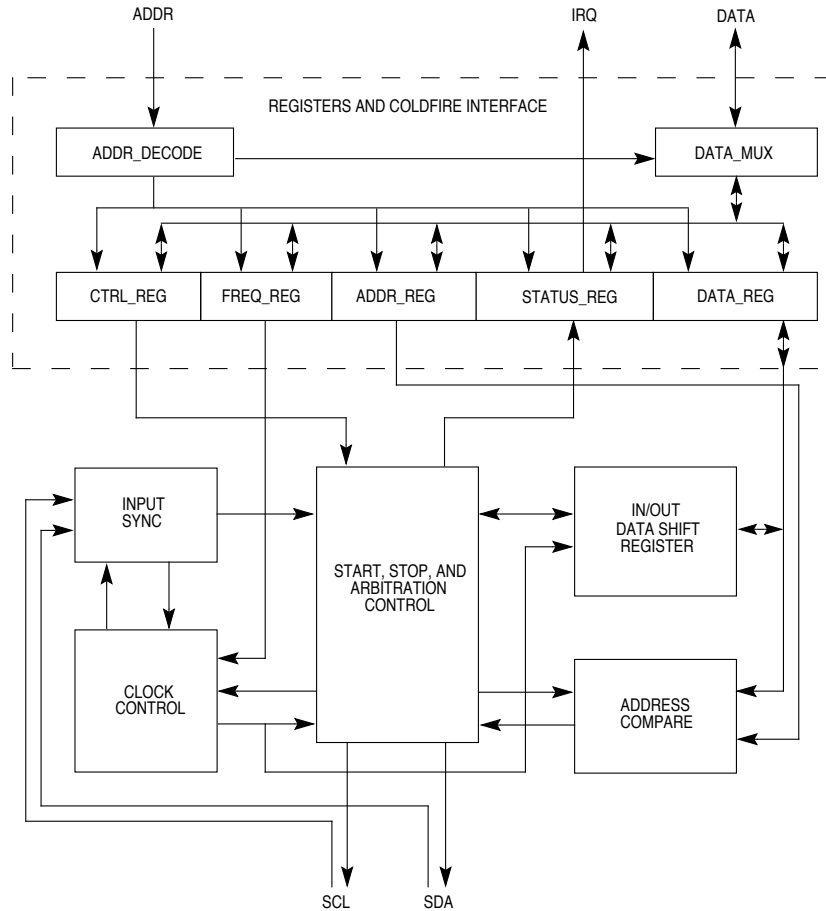 ADDR
IRQ
DATA
REGISTERS AND COLDFIRE INTERFACE
ADDR_DECODE
DATA_MUX
CTRL_REG
FREQ_REG
ADDR_REG
STATUS_REG
DATA_REG
INPUT
SYNC
IN/OUT
DATA SHIFT
REGISTER
START, STOP, AND
ARBITRATION
CONTROL
CLOCK
CONTROL
ADDRESS
COMPARE
SCL
SDA